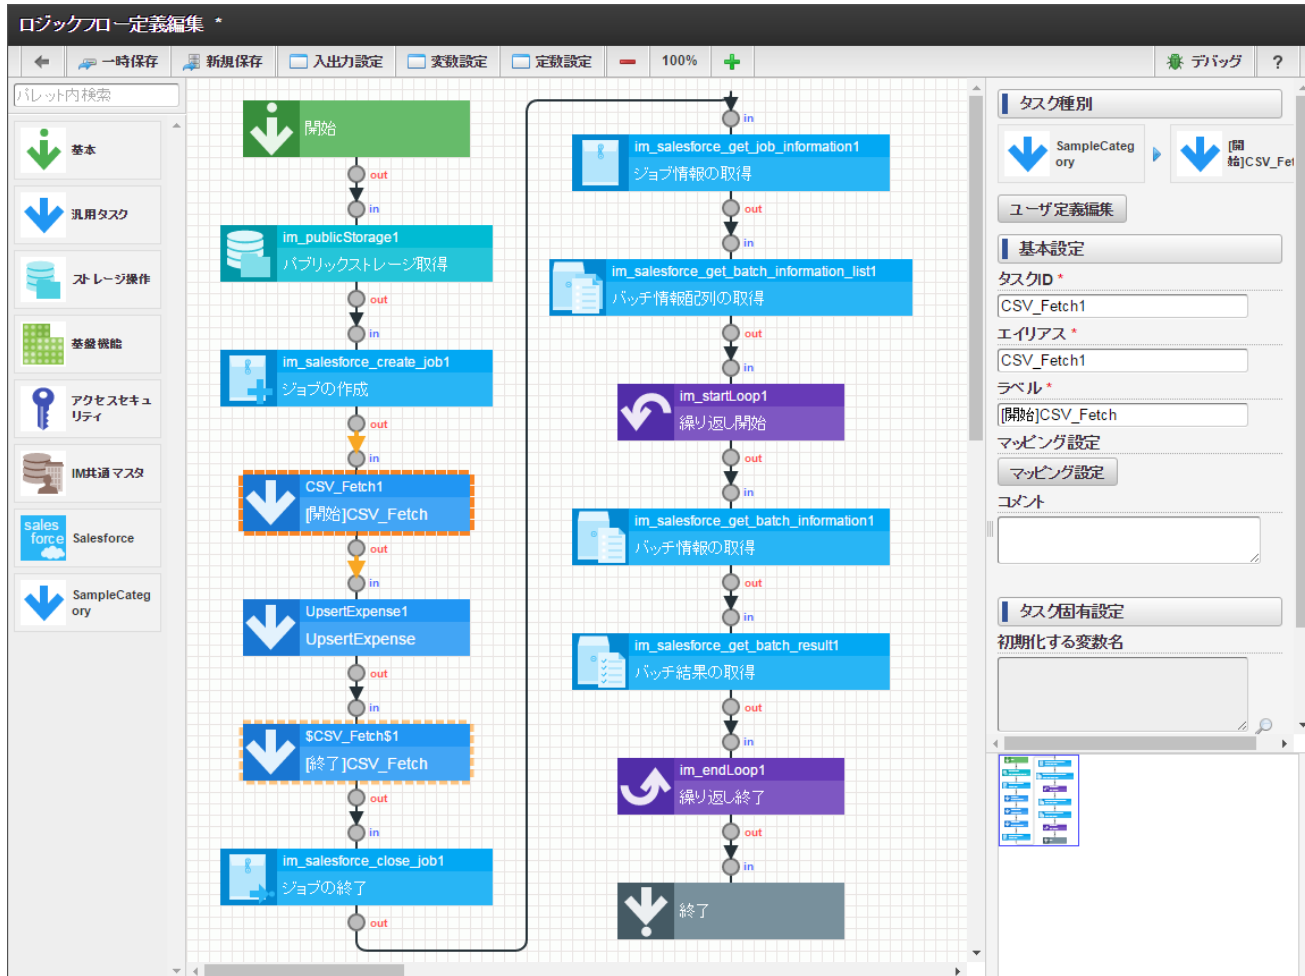 ロジックフロー定義編集 *
一時保存
新規保存
入出力設定
変数設定
定数設定
100%
デバッグ
?
パレット内検索
基本
汎用タスク
ストレージ操作
基盤機能
アクセスセキュ
リティ
IM共通マスタ
sales
force
Salesforce
SampleCateg
ory
開始
out
in
im_publicStorage1
パブリックストレージ取得
out
in
im_salesforce_create_job1
ジョブの作成
out
in
CSV_Fetch1
[開始]CSV_Fetch
out
in
UpsertExpense1
UpsertExpense
out
in
$CSV_Fetch$1
[終了]CSV_Fetch
out
in
im_salesforce_close_job1
ジョブの終了
out
in
im_salesforce_get_job_information1
ジョブ情報の取得
out
in
im_salesforce_get_batch_information_list1
バッチ情報配列の取得
out
in
im_startLoop1
繰り返し開始
out
in
im_salesforce_get_batch_information1
バッチ情報の取得
out
in
im_salesforce_get_batch_result1
バッチ結果の取得
out
in
im_endLoop1
繰り返し終了
out
in
終了
タスク種別
SampleCateg
ory
[開
始]CSV_Fet
ユーザ定義編集
基本設定
タスクID *
CSV_Fetch1
エイリアス *
CSV_Fetch1
ラベル *
[開始]CSV_Fetch
マッピング設定
マッピング設定
コメント
タスク固有設定
初期化する変数名